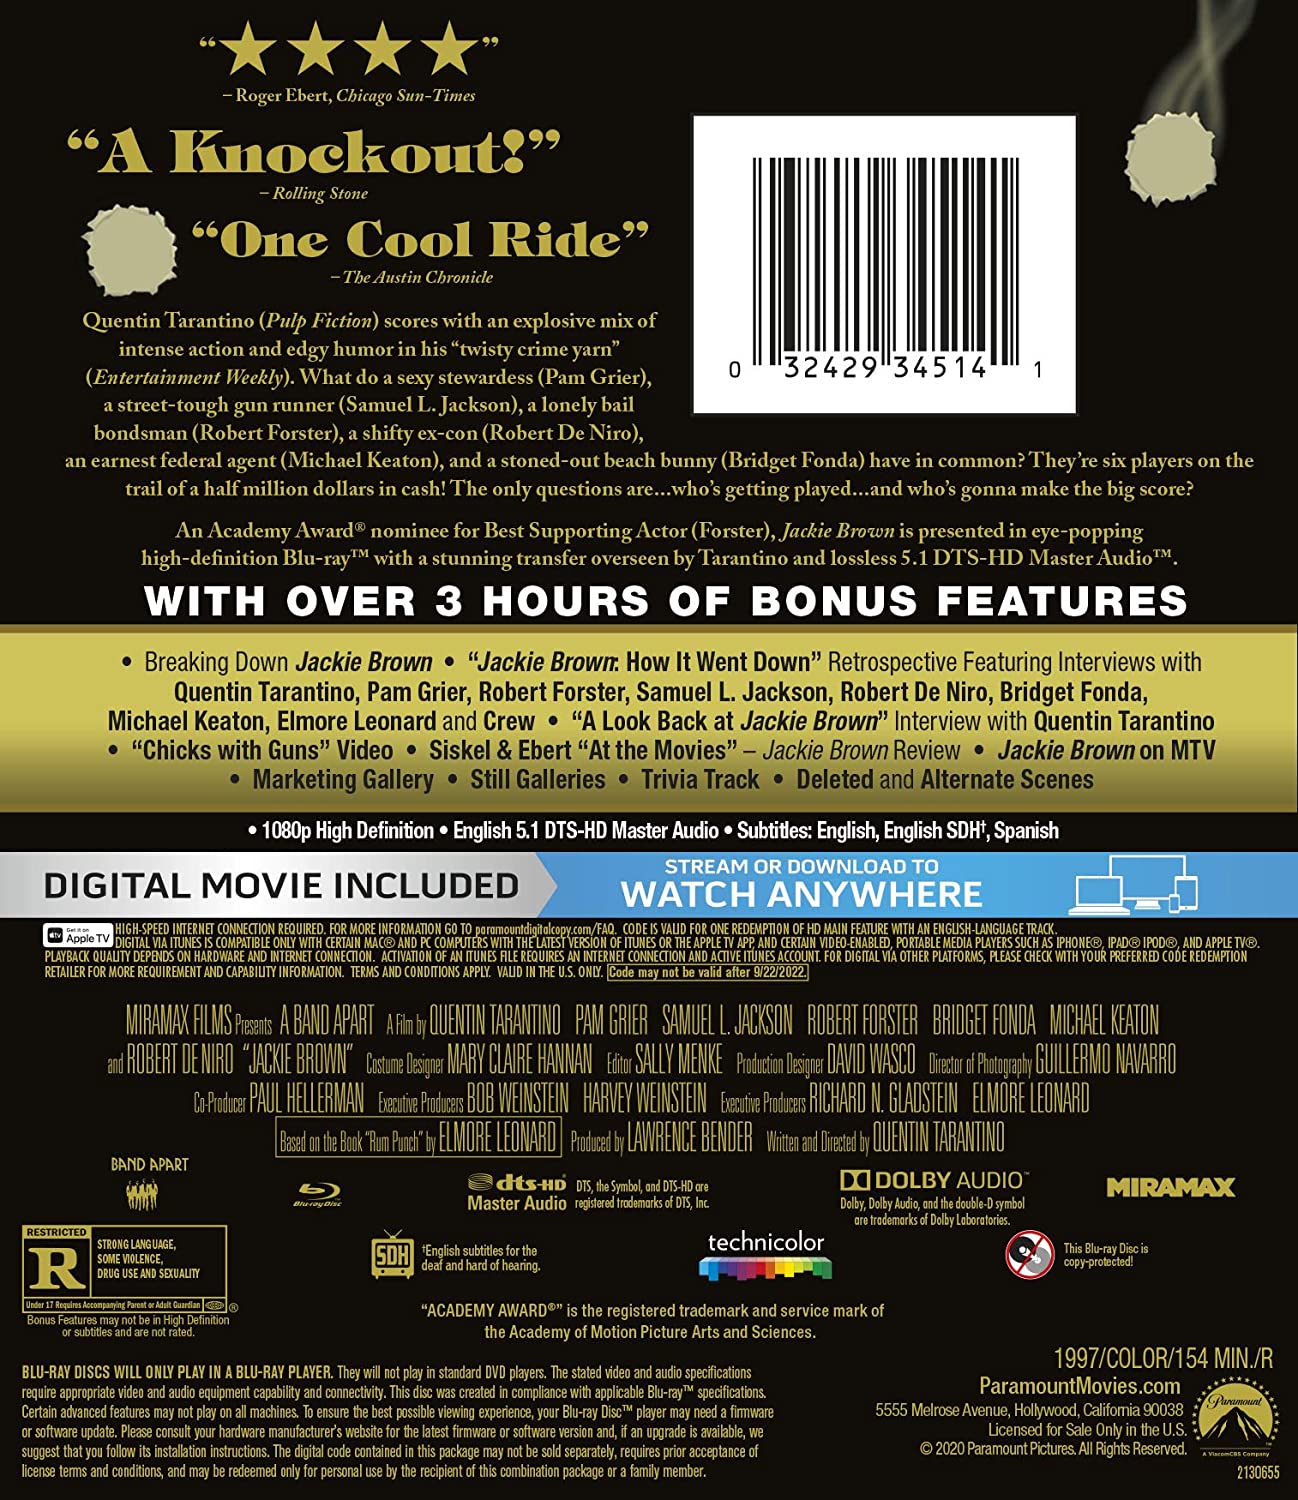 “★★★★”
– Roger Ebert, Chicago Sun-Times
“A Knockout!”
– Rolling Stone
“One Cool Ride”
– The Austin Chronicle
0 32429 34514 1
Quentin Tarantino (Pulp Fiction) scores with an explosive mix of
intense action and edgy humor in his “twisty crime yarn”
(Entertainment Weekly). What do a sexy stewardess (Pam Grier),
a street-tough gun runner (Samuel L. Jackson), a lonely bail
bondsman (Robert Forster), a shifty ex-con (Robert De Niro),
an earnest federal agent (Michael Keaton), and a stoned-out beach bunny (Bridget Fonda) have in common? They’re six players on the
trail of a half million dollars in cash! The only questions are...who’s getting played...and who’s gonna make the big score?
An Academy Award® nominee for Best Supporting Actor (Forster), Jackie Brown is presented in eye-popping
high-definition Blu-ray™ with a stunning transfer overseen by Tarantino and lossless 5.1 DTS-HD Master Audio™.
WITH OVER 3 HOURS OF BONUS FEATURES
• Breaking Down Jackie Brown • “Jackie Brown: How It Went Down” Retrospective Featuring Interviews with
Quentin Tarantino, Pam Grier, Robert Forster, Samuel L. Jackson, Robert De Niro, Bridget Fonda,
Michael Keaton, Elmore Leonard and Crew • “A Look Back at Jackie Brown” Interview with Quentin Tarantino
• “Chicks with Guns” Video • Siskel & Ebert “At the Movies” – Jackie Brown Review • Jackie Brown on MTV
• Marketing Gallery • Still Galleries • Trivia Track • Deleted and Alternate Scenes
• 1080p High Definition • English 5.1 DTS-HD Master Audio • Subtitles: English, English SDH†, Spanish
DIGITAL MOVIE INCLUDED
STREAM OR DOWNLOAD TO
WATCH ANYWHERE
Get it on
Apple TV
HIGH-SPEED INTERNET CONNECTION REQUIRED. FOR MORE INFORMATION GO TO paramountdigitalcopy.com/FAQ. CODE IS VALID FOR ONE REDEMPTION OF HD MAIN FEATURE WITH AN ENGLISH-LANGUAGE TRACK.
DIGITAL VIA ITUNES IS COMPATIBLE ONLY WITH CERTAIN MAC® AND PC COMPUTERS WITH THE LATEST VERSION OF ITUNES OR THE APPLE TV APP, AND CERTAIN VIDEO-ENABLED, PORTABLE MEDIA PLAYERS SUCH AS IPHONE®, IPAD® IPOD®, AND APPLE TV®.
PLAYBACK QUALITY DEPENDS ON HARDWARE AND INTERNET CONNECTION. ACTIVATION OF AN ITUNES FILE REQUIRES AN INTERNET CONNECTION AND ACTIVE ITUNES ACCOUNT. FOR DIGITAL VIA OTHER PLATFORMS, PLEASE CHECK WITH YOUR PREFERRED CODE REDEMPTION
RETAILER FOR MORE REQUIREMENT AND CAPABILITY INFORMATION. TERMS AND CONDITIONS APPLY. VALID IN THE U.S. ONLY. Code may not be valid after 9/22/2022.
MIRAMAX FILMS Presents A BAND APART A Film by QUENTIN TARANTINO PAM GRIER SAMUEL L. JACKSON ROBERT FORSTER BRIDGET FONDA MICHAEL KEATON
and ROBERT DE NIRO “JACKIE BROWN” Costume Designer MARY CLAIRE HANNAN Editor SALLY MENKE Production Designer DAVID WASCO Director of Photography GUILLERMO NAVARRO
Co-Producer PAUL HELLERMAN Executive Producers BOB WEINSTEIN HARVEY WEINSTEIN Executive Producers RICHARD N. GLADSTEIN ELMORE LEONARD
Based on the Book “Rum Punch” by ELMORE LEONARD Produced by LAWRENCE BENDER Written and Directed by QUENTIN TARANTINO
BAND APART
Blu-ray Disc
dts-HD
Master Audio
DTS, the Symbol, and DTS-HD are
registered trademarks of DTS, Inc.
DOLBY AUDIO™
Dolby, Dolby Audio, and the double-D symbol
are trademarks of Dolby Laboratories.
MIRAMAX
RESTRICTED
R
STRONG LANGUAGE,
SOME VIOLENCE,
DRUG USE AND SEXUALITY
Under 17 Requires Accompanying Parent or Adult Guardian ®
Bonus Features may not be in High Definition
or subtitles and are not rated.
SDH
†English subtitles for the
deaf and hard of hearing.
technicolor
This Blu-ray Disc is
copy-protected!
“ACADEMY AWARD®” is the registered trademark and service mark of
the Academy of Motion Picture Arts and Sciences.
BLU-RAY DISCS WILL ONLY PLAY IN A BLU-RAY PLAYER. They will not play in standard DVD players. The stated video and audio specifications
require appropriate video and audio equipment capability and connectivity. This disc was created in compliance with applicable Blu-ray™ specifications.
Certain advanced features may not play on all machines. To ensure the best possible viewing experience, your Blu-ray Disc™ player may need a firmware
or software update. Please consult your hardware manufacturer’s website for the latest firmware or software version and, if an upgrade is available, we
suggest that you follow its installation instructions. The digital code contained in this package may not be sold separately, requires prior acceptance of
license terms and conditions, and may be redeemed only for personal use by the recipient of this combination package or a family member.
1997/COLOR/154 MIN./R
ParamountMovies.com
5555 Melrose Avenue, Hollywood, California 90038
Licensed for Sale Only in the U.S.
© 2020 Paramount Pictures. All Rights Reserved.
Paramount
A ViacomCBS Company
2130655